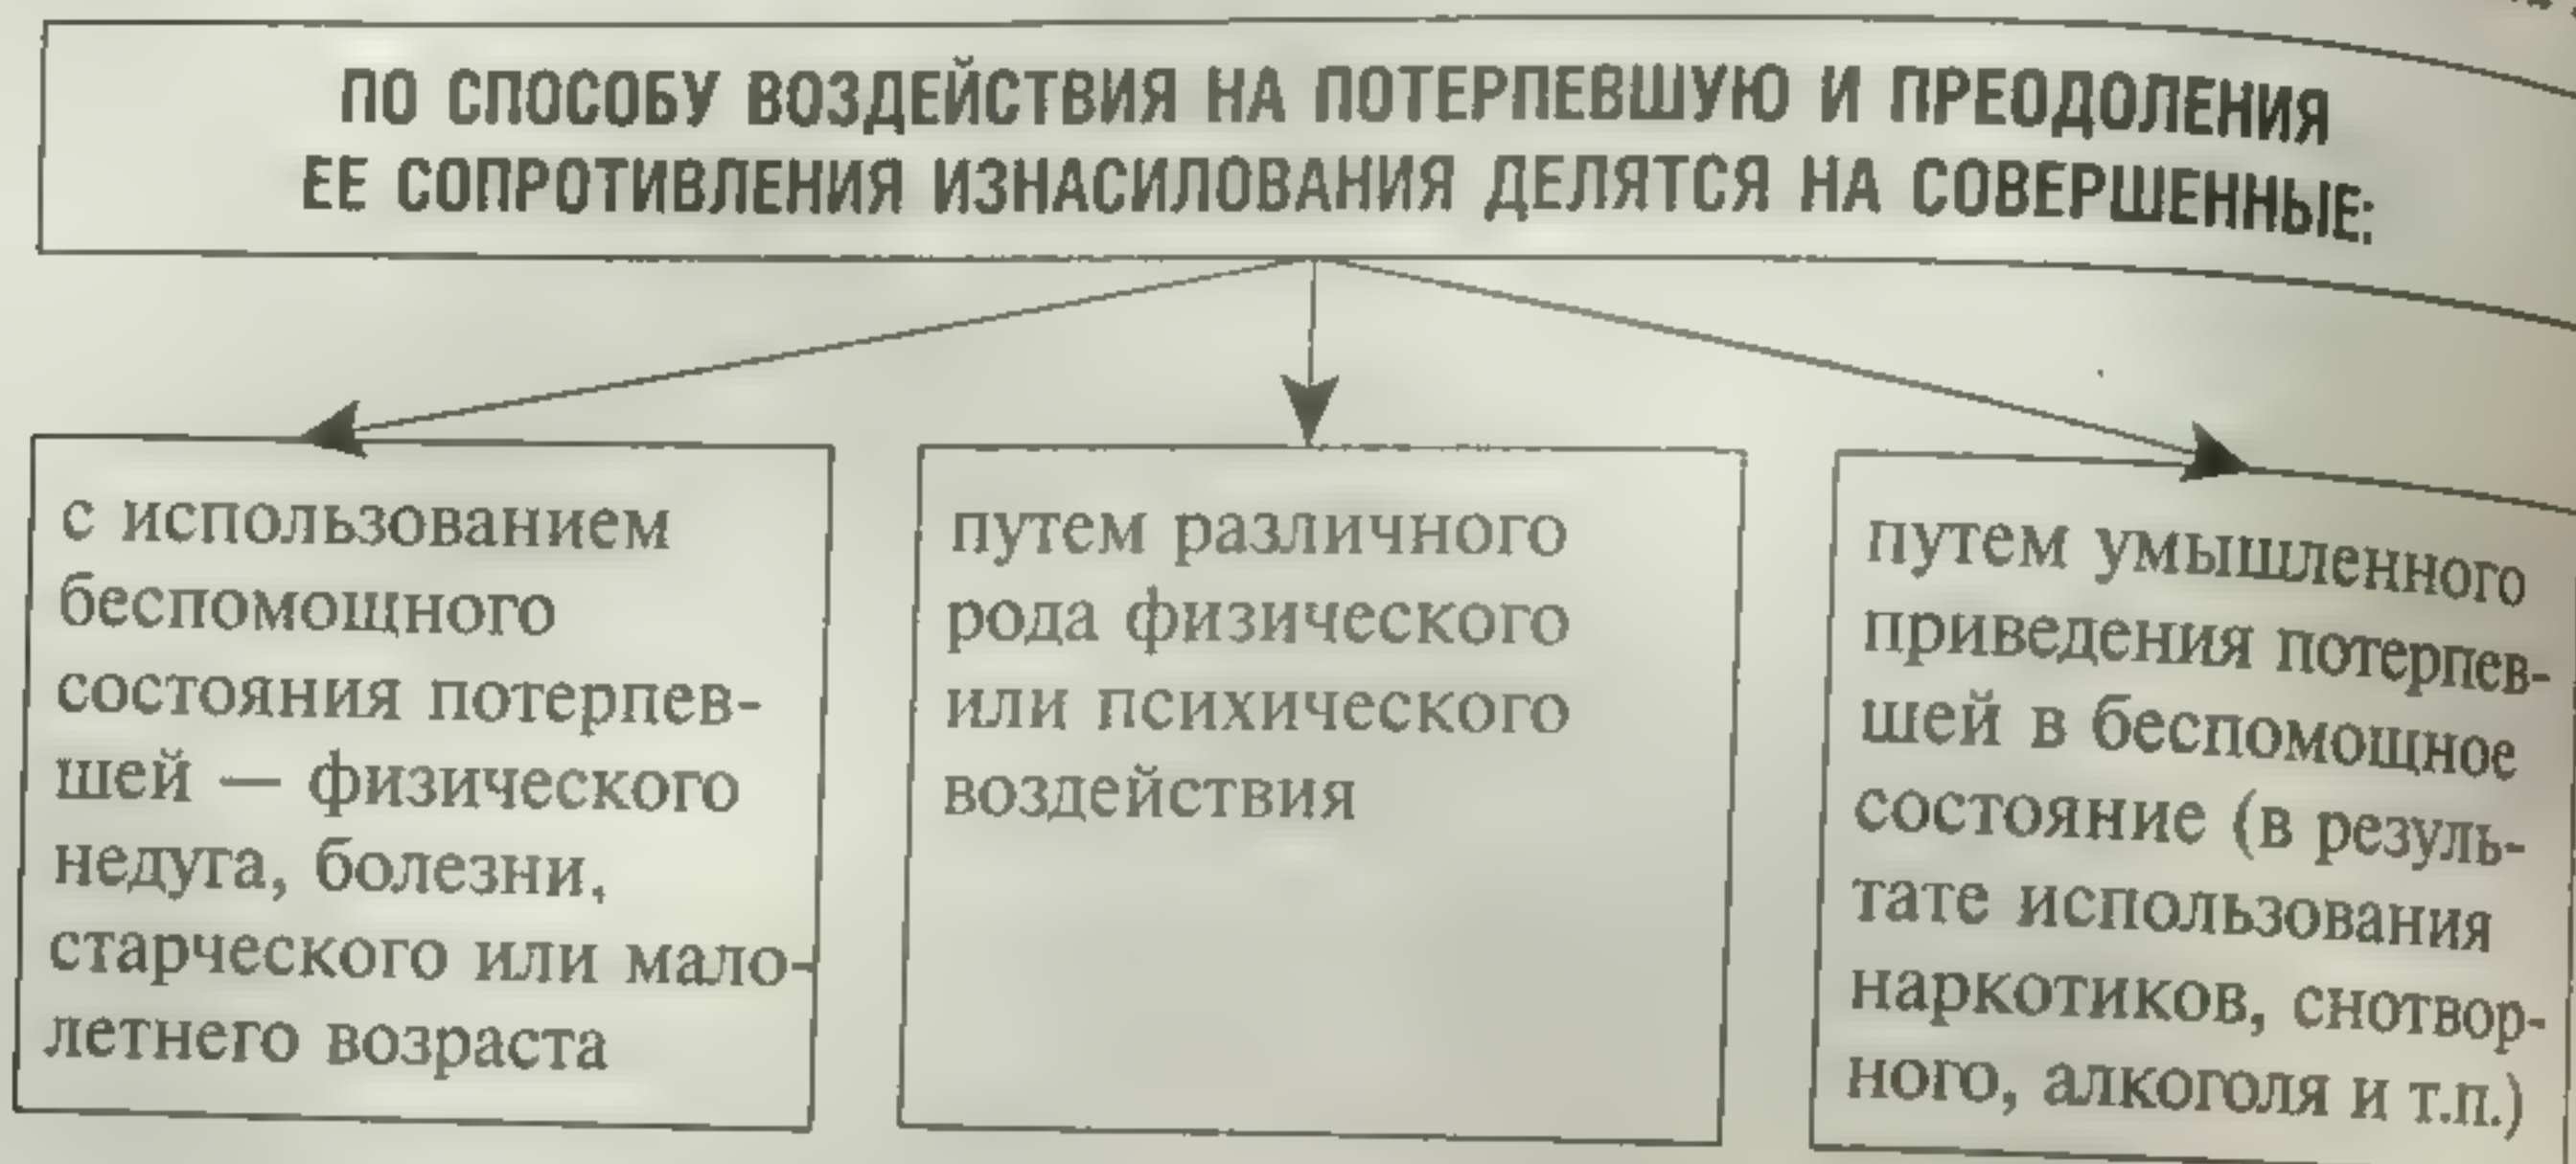 ПО СПОСОБУ ВОЗДЕЙСТВИЯ НА ПОТЕРПЕВШУЮ И ПРЕОДОЛЕНИЯ
ЕЕ СОПРОТИВЛЕНИЯ ИЗНАСИЛОВАНИЯ ДЕЛЯТСЯ НА СОВЕРШЕННЫЕ:
с использованием
беспомощного
состояния потерпев-
шей — физического
недуга, болезни,
старческого или мало-
летнего возраста
путем различного
рода физического
или психического
воздействия
путем умышленного
приведения потерпев-
шей в беспомощное
состояние (в резуль-
тате использования
наркотиков, снотвор-
ного, алкоголя и т.п.)